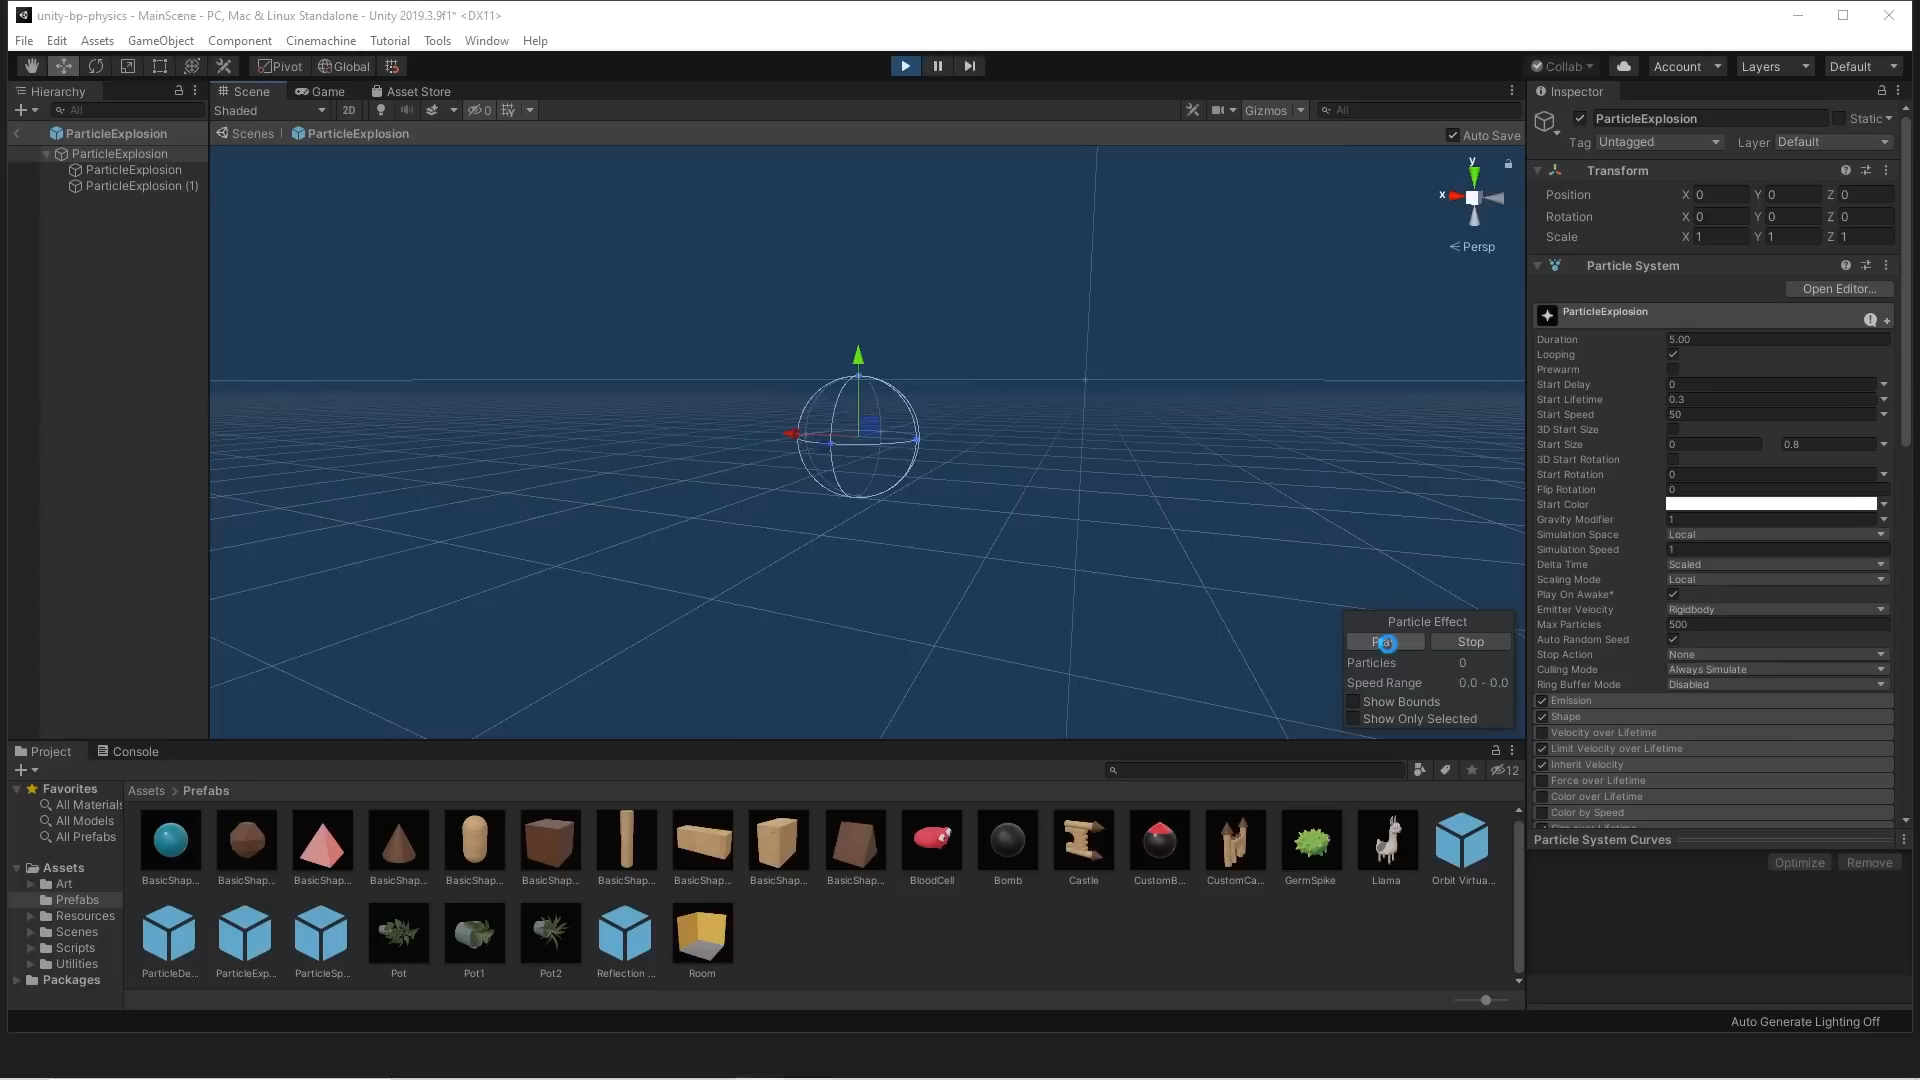 unity-bp-physics - MainScene - PC, Mac & Linux Standalone - Unity 2019.3.9f1* <DX11>
File Edit Assets GameObject Component Cinemachine Tutorial Tools Window Help
Pivot Global Collab Account Layers Default
Hierarchy
All
ParticleExplosion
ParticleExplosion
ParticleExplosion
ParticleExplosion (1)
Scene Game Asset Store
Shaded 2D 0 Gizmos All
Scenes ParticleExplosion Auto Save
y
x
Persp
Particle Effect
Stop
Particles 0
Speed Range 0.0 - 0.0
Show Bounds
Show Only Selected
Inspector
ParticleExplosion Static
Tag Untagged Layer Default
Transform
Position X 0 Y 0 Z 0
Rotation X 0 Y 0 Z 0
Scale X 1 Y 1 Z 1
Particle System
Open Editor...
ParticleExplosion
Duration 5.00
Looping
Prewarm
Start Delay 0
Start Lifetime 0.3
Start Speed 50
3D Start Size
Start Size 0 0.8
3D Start Rotation
Start Rotation 0
Flip Rotation 0
Start Color
Gravity Modifier 1
Simulation Space Local
Simulation Speed 1
Delta Time Scaled
Scaling Mode Local
Play On Awake*
Emitter Velocity Rigidbody
Max Particles 500
Auto Random Seed
Stop Action None
Culling Mode Always Simulate
Ring Buffer Mode Disabled
Emission
Shape
Velocity over Lifetime
Limit Velocity over Lifetime
Inherit Velocity
Force over Lifetime
Color over Lifetime
Color by Speed
Particle System Curves
Optimize Remove
Project Console
12
Favorites
All Materials
All Models
All Prefabs
Assets
Art
Prefabs
Resources
Scenes
Scripts
Utilities
Packages
Assets > Prefabs
BasicShap... BasicShap... BasicShap... BasicShap... BasicShap... BasicShap... BasicShap... BasicShap... BasicShap... BasicShap... BloodCell Bomb Castle CustomB... CustomCa... GermSpike Llama Orbit Virtua...
ParticleDe... ParticleExp... ParticleSp... Pot Pot1 Pot2 Reflection ... Room
Auto Generate Lighting Off